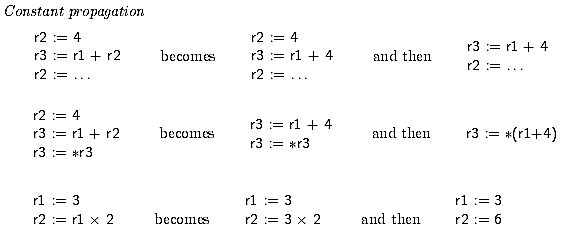 Constant propagation
r2 := 4 r2 := 4
r3 := r1 + r2 becomes r3 := r1 + 4 and then r3 := r1 + 4
r2 := ... r2 := ... r2 := ...
r2 := 4
r3 := r1 + r2 becomes r3 := r1 + 4 and then r3 := *(r1+4)
r3 := *r3 r3 := *r3
r1 := 3 r1 := 3 r1 := 3
r2 := r1 × 2 becomes r2 := 3 × 2 and then r2 := 6